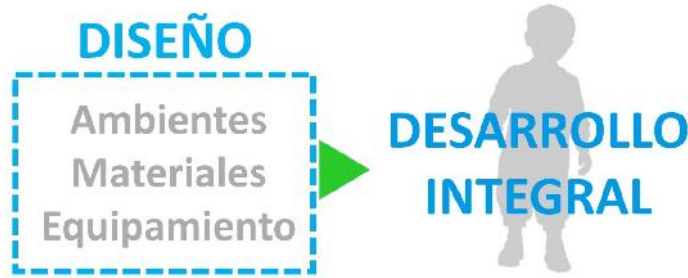 DISEÑO
Ambientes
Materiales
Equipamiento
DESARROLLO
INTEGRAL